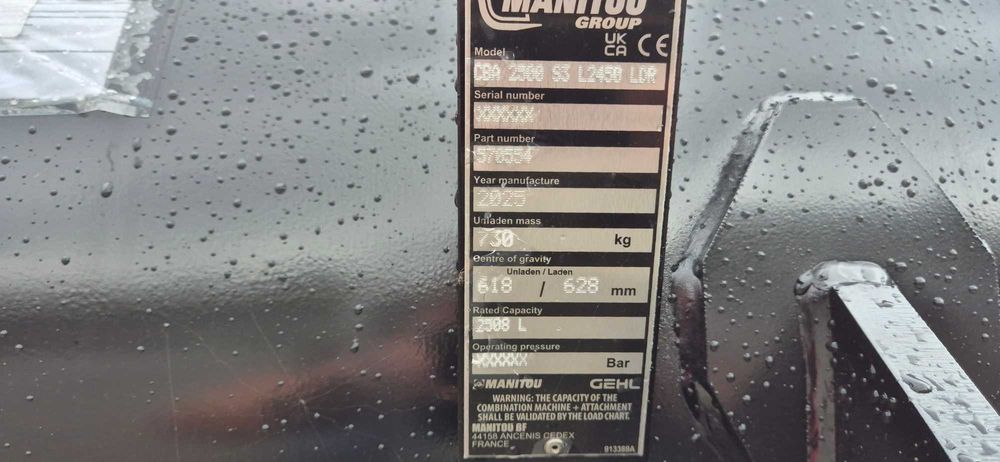 MANITOU
GROUP
UK
CA CE
Model
CBA 2500 S3 L2450 LDR
Serial number
XXXXXX
Part number
570554
Year manufacture
2025
Unladen mass
730 kg
Centre of gravity
Unladen / Laden
618 / 628 mm
Rated Capacity
2508 L
Operating pressure
XXXXXX Bar
MANITOU GEHL
WARNING: THE CAPACITY OF THE
COMBINATION MACHINE + ATTACHMENT
SHALL BE VALIDATED BY THE LOAD CHART.
MANITOU BF
44158 ANCENIS CEDEX
FRANCE
913389A